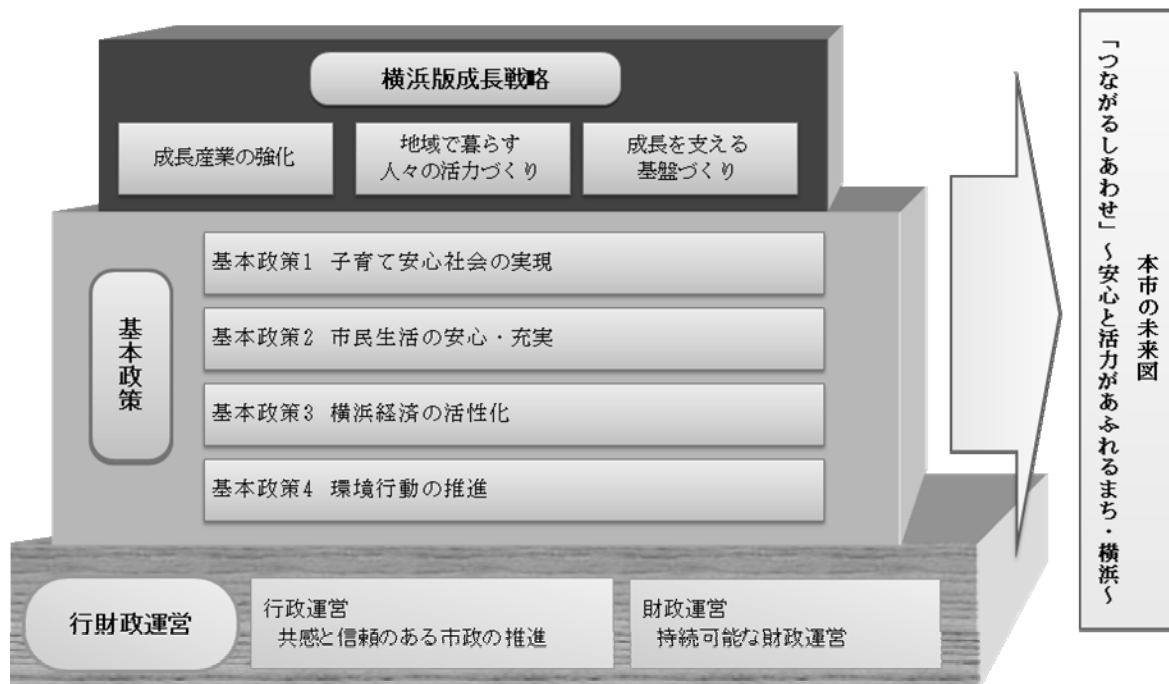 横浜版成長戦略
成長産業の強化
地域で暮らす
人々の活力づくり
成長を支える
基盤づくり
基本政策
基本政策1 子育て安心社会の実現
基本政策2 市民生活の安心・充実
基本政策3 横浜経済の活性化
基本政策4 環境行動の推進
行財政運営
行政運営
共感と信頼のある市政の推進
財政運営
持続可能な財政運営
本市の未来図
「つながるしあわせ」～安心と活力があふれるまち・横浜～